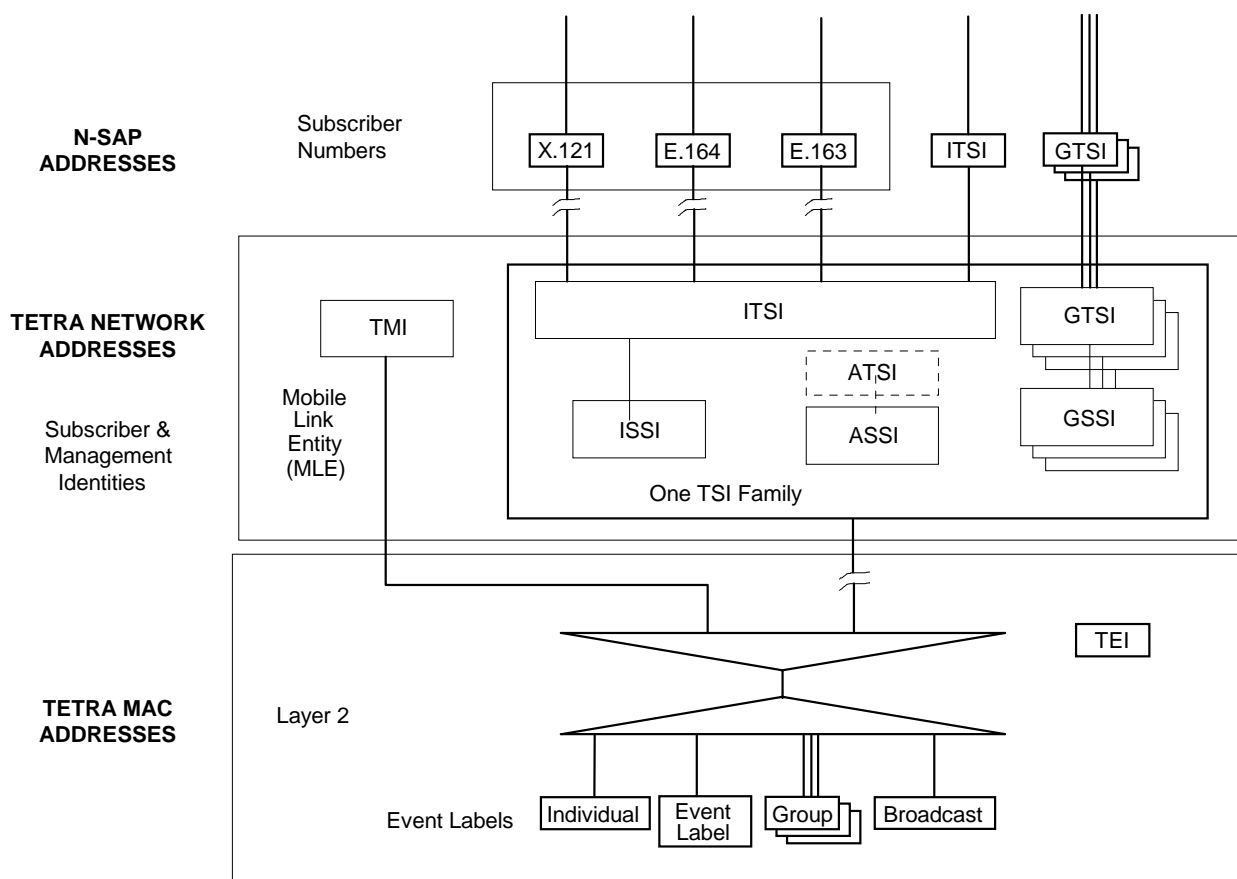 N-SAP
ADDRESSES
Subscriber
Numbers
X.121
E.164
E.163
ITSI
GTSI
TETRA NETWORK
ADDRESSES
Subscriber &
Management
Identities
TMI
Mobile
Link
Entity
(MLE)
ITSI
GTSI
ATSI
ISSI
ASSI
GSSI
One TSI Family
TEI
TETRA MAC
ADDRESSES
Layer 2
Event Labels
Individual
Event
Label
Group
Broadcast